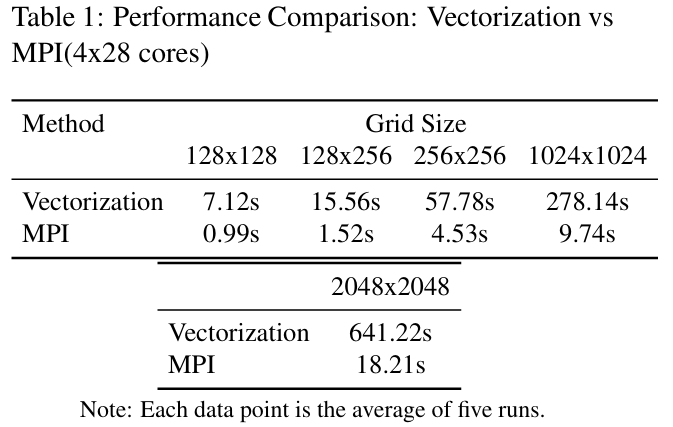 Table 1: Performance Comparison: Vectorization vs
MPI(4x28 cores)
Method Grid Size
128x128 128x256 256x256 1024x1024
Vectorization 7.12s 15.56s 57.78s 278.14s
MPI 0.99s 1.52s 4.53s 9.74s
2048x2048
Vectorization 641.22s
MPI 18.21s
Note: Each data point is the average of five runs.